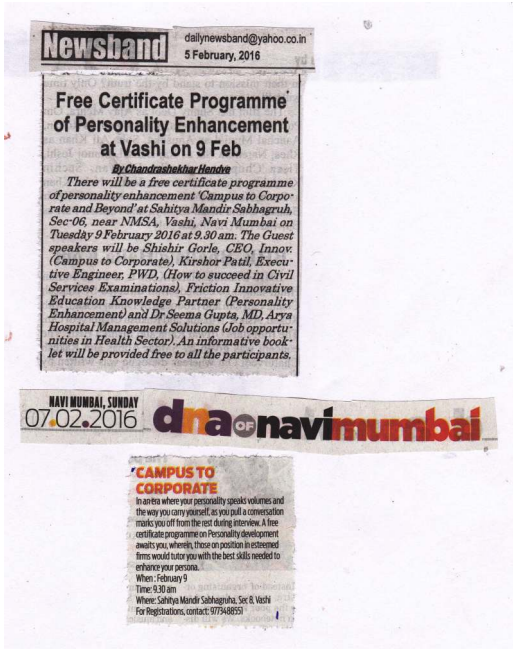 Newsband
dailynewsband@yahoo.co.in
5 February, 2016
Free Certificate Programme
of Personality Enhancement
at Vashi on 9 Feb
By Chandrashekhar Hendve
There will be a free certificate programme
of personality enhancement 'Campus to Corpo-
rate and Beyond' at Sahitya Mandir Sabhagruh,
Sec-06, near NMSA, Vashi, Navi Mumbai on
Tuesday 9 February 2016 at 9.30 am. The Guest
speakers will be Shishir Gorle, CEO, Innov.
(Campus to Corporate), Kirshor Patil, Execu-
tive Engineer, PWD, (How to succeed in Civil
Services Examinations), Friction Innovative
Education Knowledge Partner (Personality
Enhancement) and Dr Seema Gupta, MD, Arya
Hospital Management Solutions (Job opportu-
nities in Health Sector). An informative book-
let will be provided free to all the participants.
NAVI MUMBAI, SUNDAY
07.02.2016
dna OF navimumbai
CAMPUS TO
CORPORATE
In an era where your personality speaks volumes and
the way you carry yourself, as you pull a conversation
marks you off from the rest during interview. A free
certificate programme on Personality development
awaits you, wherein, those on position in esteemed
firms would tutor you with the best skills needed to
enhance your persona.
When : February 9
Time: 9.30 am
Where: Sahitya Mandir Sabhagruha, Sec 8, Vashi
For Registrations, contact: 9773488551